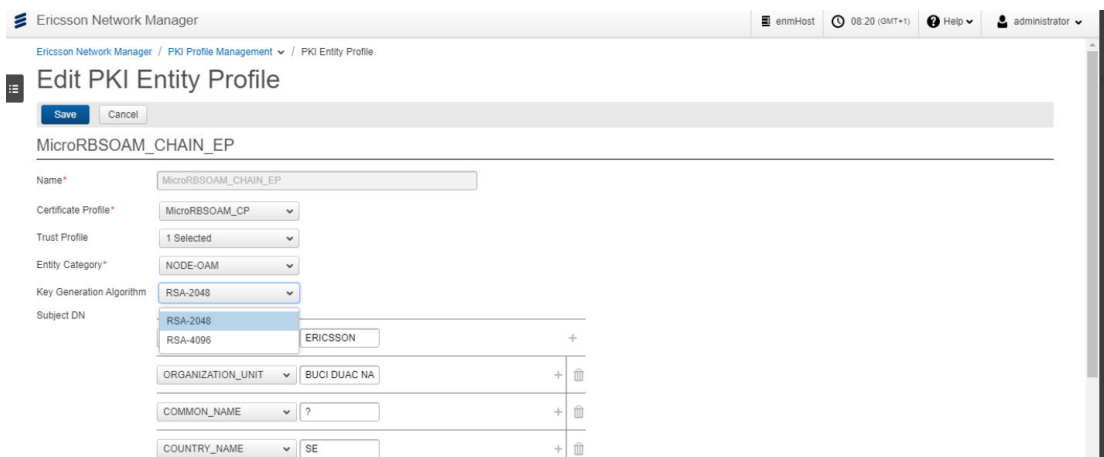 Ericsson Network Manager
enmHost
08:20 (GMT+1)
Help
administrator
Ericsson Network Manager / PKI Profile Management / PKI Entity Profile
Edit PKI Entity Profile
Save Cancel
MicroRBSOAM_CHAIN_EP
Name* MicroRBSOAM_CHAIN_EP
Certificate Profile* MicroRBSOAM_CP
Trust Profile 1 Selected
Entity Category* NODE-OAM
Key Generation Algorithm RSA-2048
Subject DN
RSA-2048
RSA-4096
ERICSSON
ORGANIZATION_UNIT BUCI DUAC NA
COMMON_NAME ?
COUNTRY_NAME SE